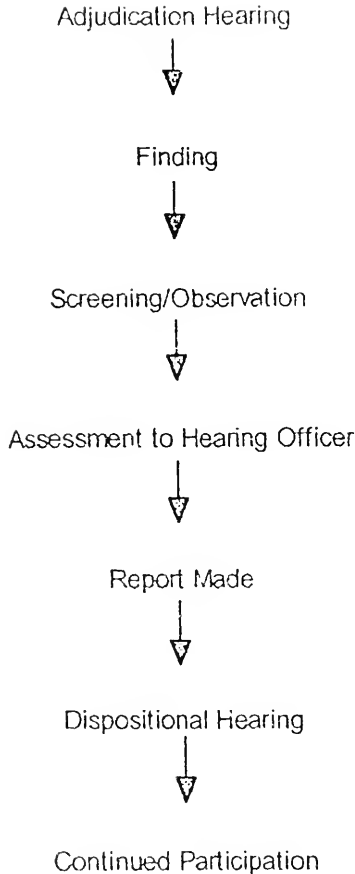 Adjudication Hearing
Finding
Screening/Observation
Assessment to Hearing Officer
Report Made
Dispositional Hearing
Continued Participation